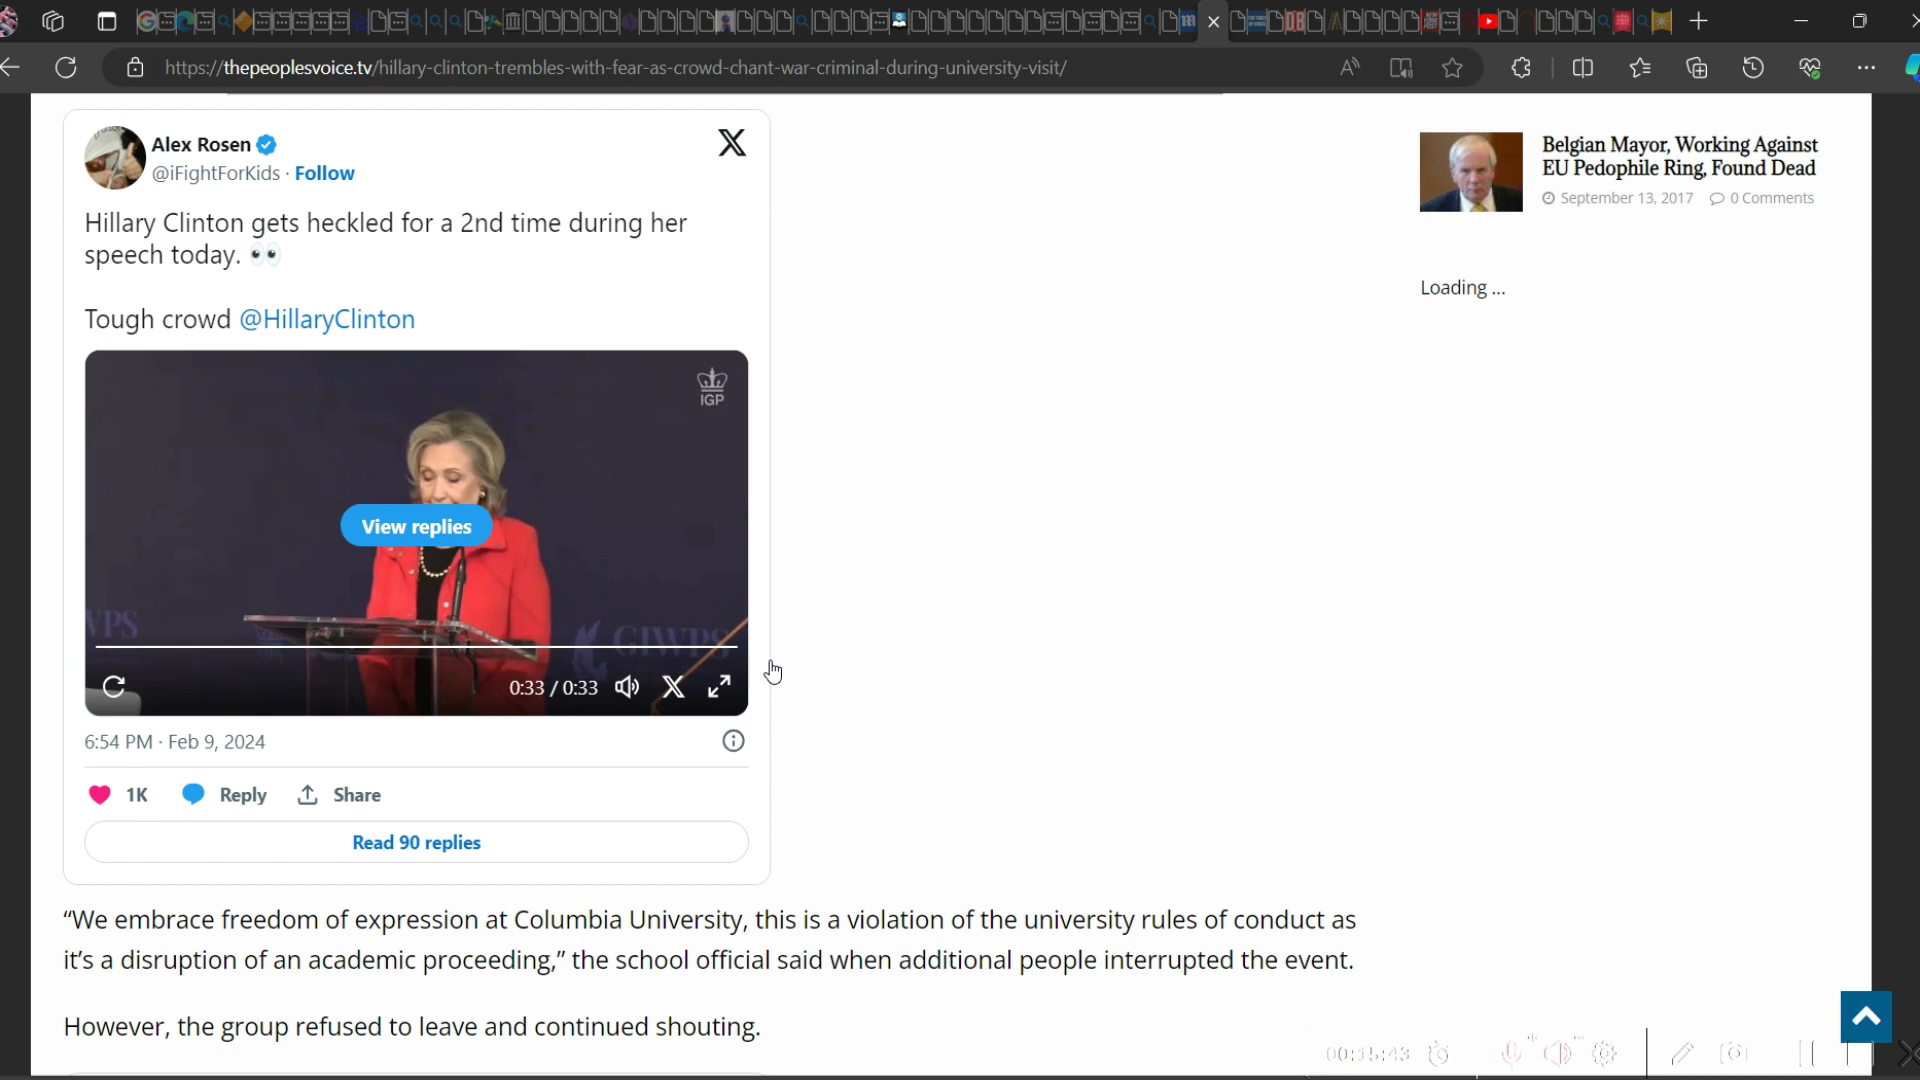 https://thepeoplesvoice.tv/hillary-clinton-trembles-with-fear-as-crowd-chant-war-criminal-during-university-visit/
Alex Rosen
@iFightForKids · Follow
Hillary Clinton gets heckled for a 2nd time during her
speech today. 👀
Tough crowd @HillaryClinton
IGP
View replies
GIWPS
0:33 / 0:33
6:54 PM · Feb 9, 2024
1K Reply Share
Read 90 replies
“We embrace freedom of expression at Columbia University, this is a violation of the university rules of conduct as
it’s a disruption of an academic proceeding,” the school official said when additional people interrupted the event.
However, the group refused to leave and continued shouting.
Belgian Mayor, Working Against
EU Pedophile Ring, Found Dead
September 13, 2017 0 Comments
Loading ...
00:15:43